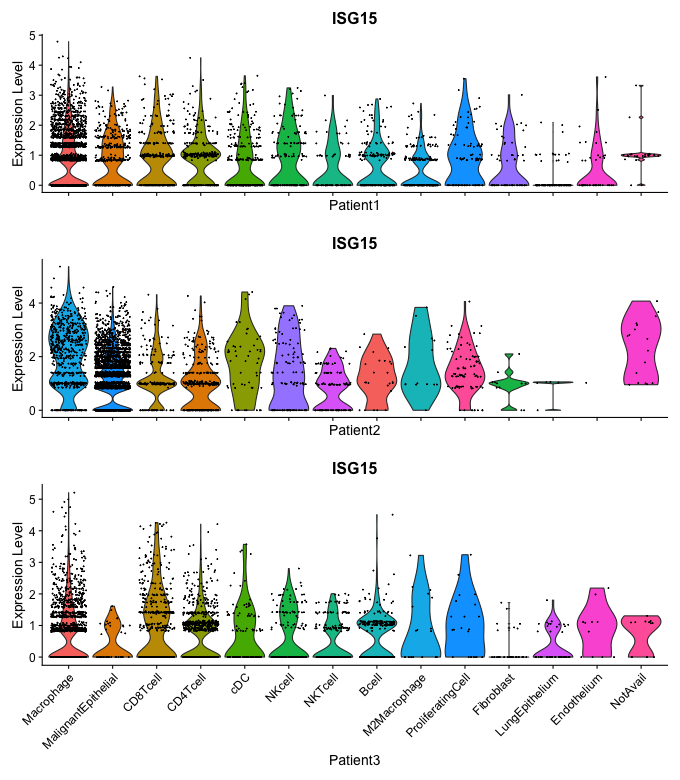 ISG15
Expression Level
5
4
3
2
1
0
Patient1
ISG15
Expression Level
4
2
0
Patient2
ISG15
Expression Level
5
4
3
2
1
0
Macrophage
MalignantEpithelial
CD8Tcell
CD4Tcell
cDC
NKcell
NKTcell
Bcell
M2Macrophage
ProliferatingCell
Fibroblast
LungEpithelium
Endothelium
NotAvail
Patient3